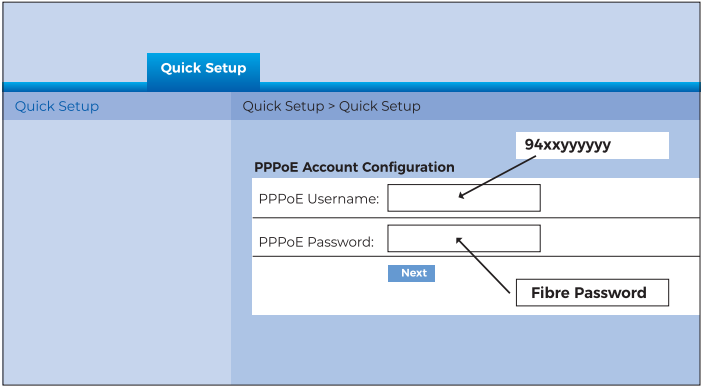 Quick Setup
Quick Setup
Quick Setup > Quick Setup
94xxyyyyyy
PPPoE Account Configuration
PPPoE Username:
PPPoE Password:
Next
Fibre Password